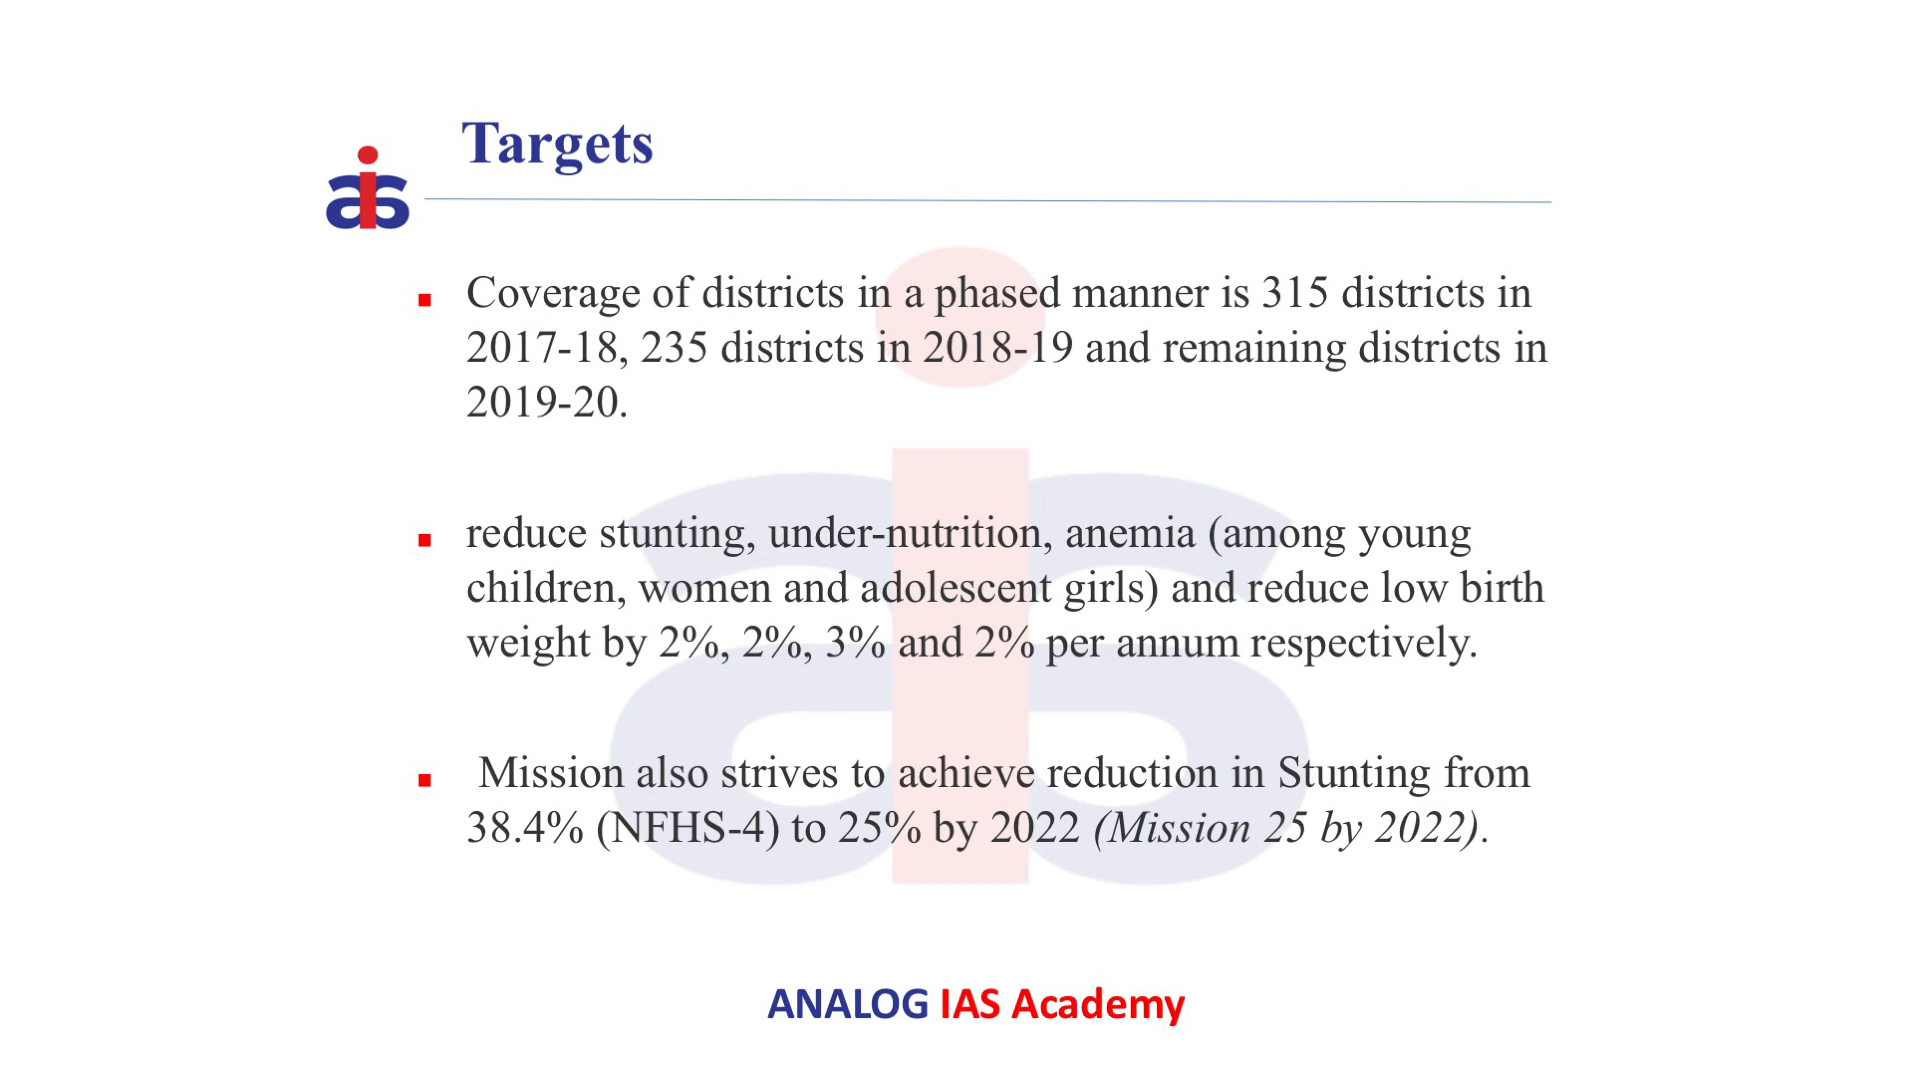 Targets
ais
Coverage of districts in a phased manner is 315 districts in
2017-18, 235 districts in 2018-19 and remaining districts in
2019-20.
reduce stunting, under-nutrition, anemia (among young
children, women and adolescent girls) and reduce low birth
weight by 2%, 2%, 3% and 2% per annum respectively.
Mission also strives to achieve reduction in Stunting from
38.4% (NFHS-4) to 25% by 2022 (Mission 25 by 2022).
ANALOG IAS Academy